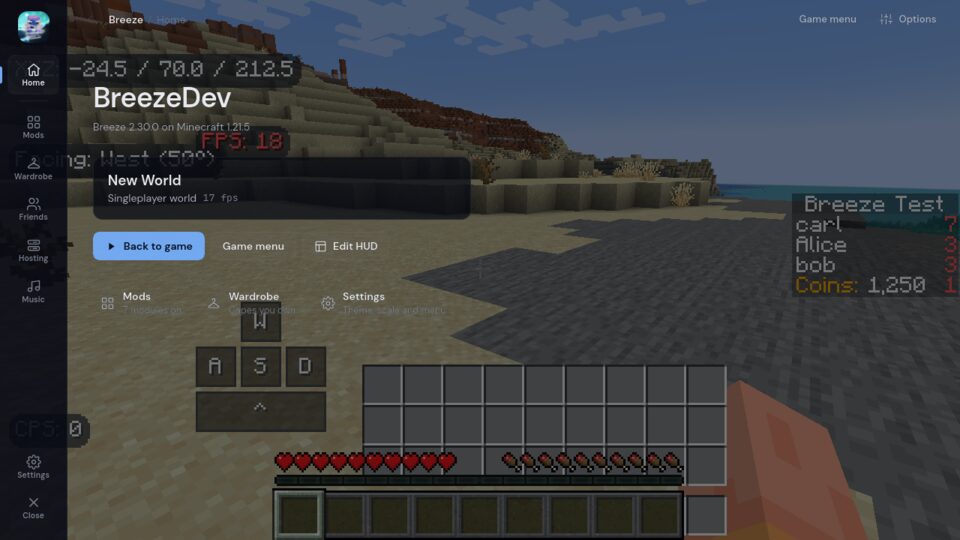 Breeze / Home
Game menu
Options
XYZ: -24.5 / 70.0 / 212.5
Home
BreezeDev
Breeze 2.30.0 on Minecraft 1.21.5
FPS: 18
Mods
Facing: West (50°)
Wardrobe
New World
Singleplayer world 17 fps
Friends
Breeze Test
carl 7
Alice 3
bob 3
Coins: 1,250 1
Back to game
Game menu
Edit HUD
Hosting
Music
Mods
7 modules on
Wardrobe
Capes you own
Settings
Theme, scale and menu
W
A S D
^
CPS: 0
Settings
Close